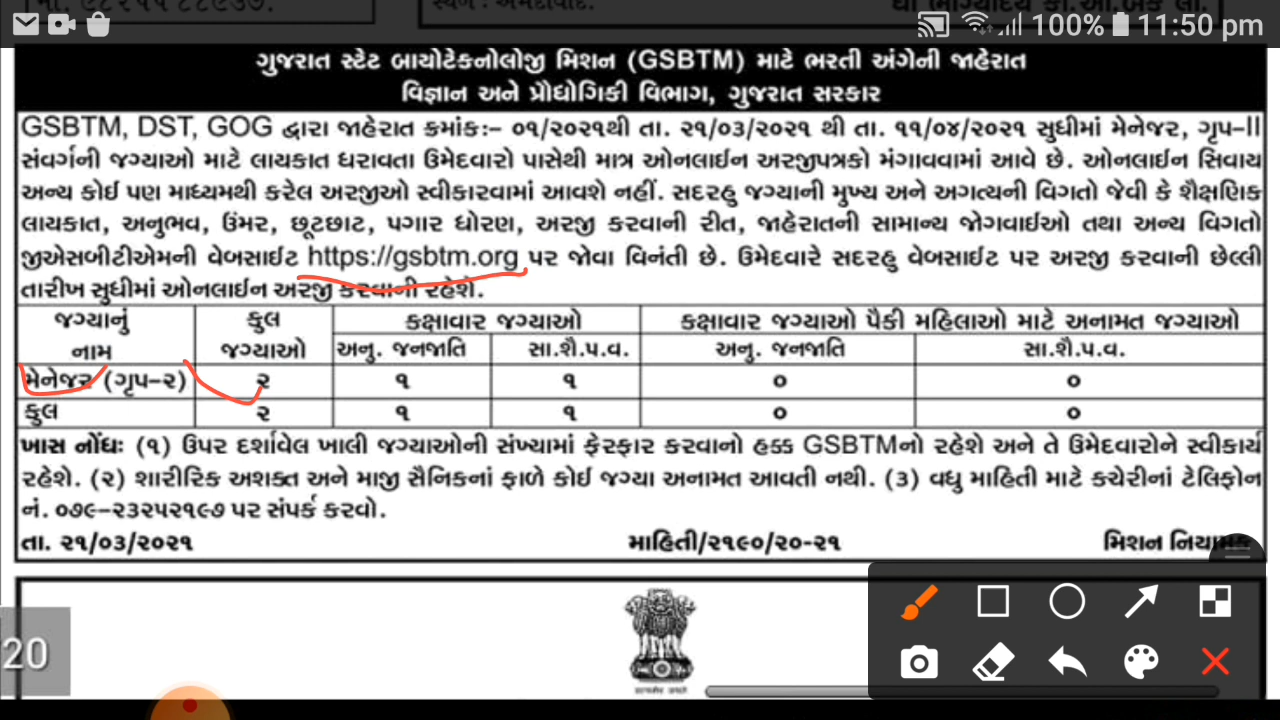 100% 11:50 pm
સ્થળ : અમદાવાદ.
ગુજરાત સ્ટેટ બાયોટેકનોલોજી મિશન (GSBTM) માટે ભરતી અંગેની જાહેરાત
વિજ્ઞાન અને પ્રૌદ્યોગિકી વિભાગ, ગુજરાત સરકાર
GSBTM, DST, GOG દ્વારા જાહેરાત ક્રમાંક:- ૦૧/૨૦૨૧થી તા. ૨૧/૦૩/૨૦૨૧ થી તા. ૧૧/૦૪/૨૦૨૧ સુધીમાં મેનેજર, ગૃપ-II
સંવર્ગની જગ્યાઓ માટે લાયકાત ધરાવતા ઉમેદવારો પાસેથી માત્ર ઓનલાઈન અરજીપત્રકો મંગાવવામાં આવે છે. ઓનલાઈન સિવાય
અન્ય કોઈ પણ માધ્યમથી કરેલ અરજીઓ સ્વીકારવામાં આવશે નહીં. સદરહુ જગ્યાની મુખ્ય અને અગત્યની વિગતો જેવી કે શૈક્ષણિક
લાયકાત, અનુભવ, ઉંમર, છૂટછાટ, પગાર ધોરણ, અરજી કરવાની રીત, જાહેરાતની સામાન્ય જોગવાઈઓ તથા અન્ય વિગતો
જીએસબીટીએમની વેબસાઈટ https://gsbtm.org પર જોવા વિનંતી છે. ઉમેદવારે સદરહુ વેબસાઈટ પર અરજી કરવાની છેલ્લી
તારીખ સુધીમાં ઓનલાઈન અરજી કરવાની રહેશે.
જગ્યાનું નામ કુલ જગ્યાઓ કક્ષાવાર જગ્યાઓ કક્ષાવાર જગ્યાઓ પૈકી મહિલાઓ માટે અનામત જગ્યાઓ
અનુ. જનજાતિ સા.શૈ.પ.વ. અનુ. જનજાતિ સા.શૈ.પ.વ.
મેનેજર (ગૃપ-૨) ૨ ૧ ૧ ૦ ૦
કુલ ૨ ૧ ૧ ૦ ૦
ખાસ નોંધઃ (૧) ઉપર દર્શાવેલ ખાલી જગ્યાઓની સંખ્યામાં ફેરફાર કરવાનો હક્ક GSBTMનો રહેશે અને તે ઉમેદવારોને સ્વીકાર્ય
રહેશે. (૨) શારીરિક અશક્ત અને માજી સૈનિકનાં ફાળે કોઈ જગ્યા અનામત આવતી નથી. (૩) વધુ માહિતી માટે કચેરીનાં ટેલિફોન
નં. ૦૭૯-૨૩૨૫૨૧૯૭ પર સંપર્ક કરવો.
તા. ૨૧/૦૩/૨૦૨૧ માહિતી/૨૧૯૦/૨૦-૨૧ મિશન નિયામક
20